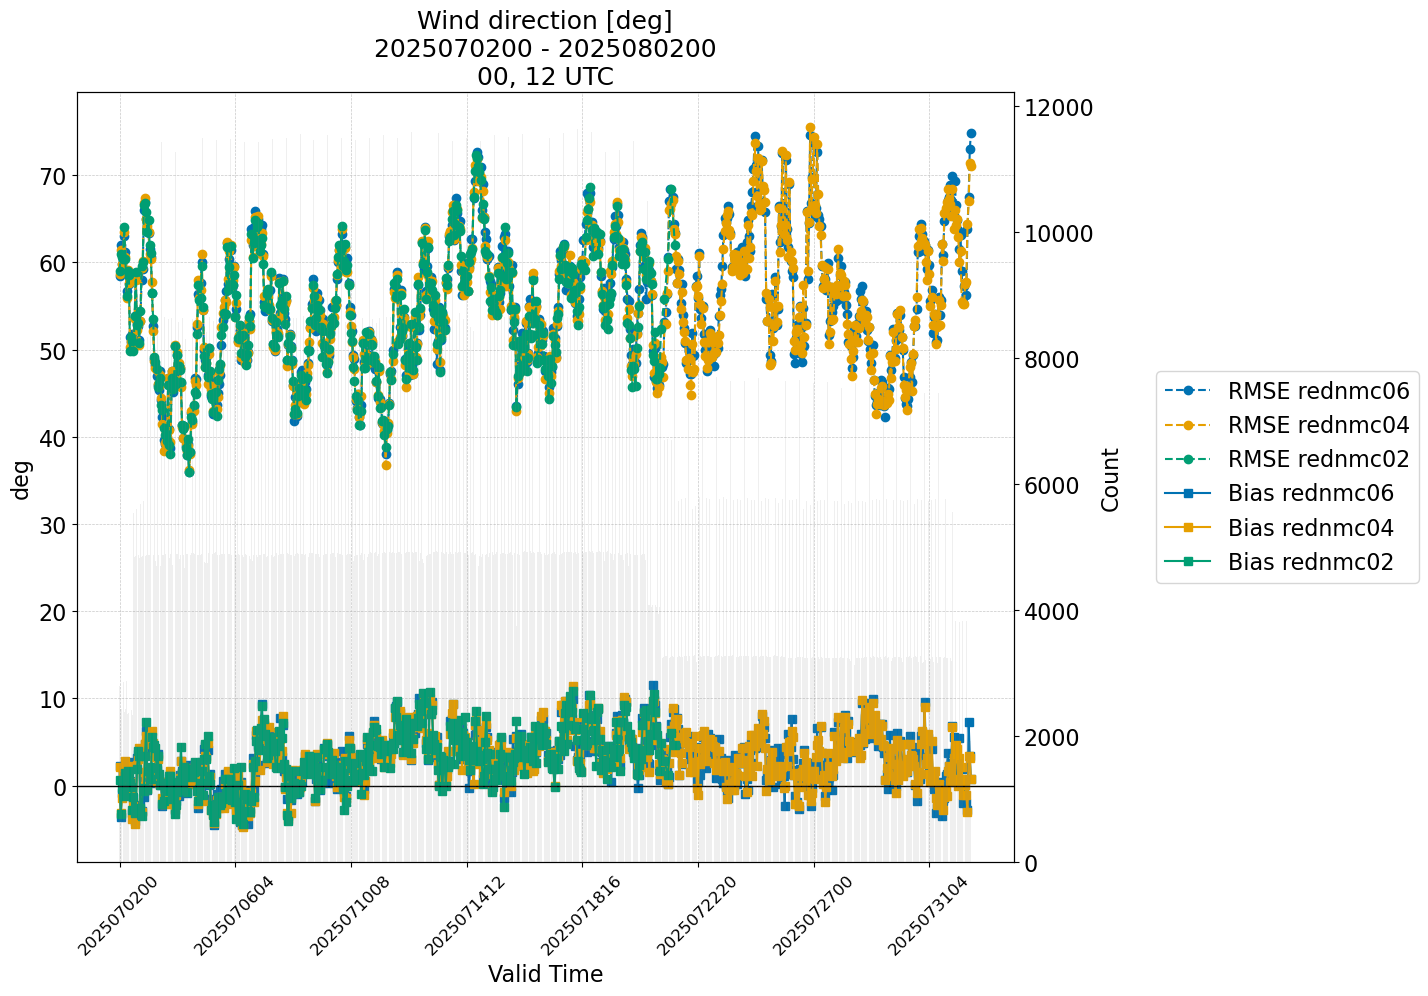 Wind direction [deg]
2025070200 - 2025080200
00, 12 UTC
70
60
50
40
30
20
10
0
deg
12000
10000
8000
6000
4000
2000
0
Count
2025070200
2025070604
2025071008
2025071412
2025071816
2025072220
2025072700
2025073104
Valid Time
RMSE rednmc06
RMSE rednmc04
RMSE rednmc02
Bias rednmc06
Bias rednmc04
Bias rednmc02